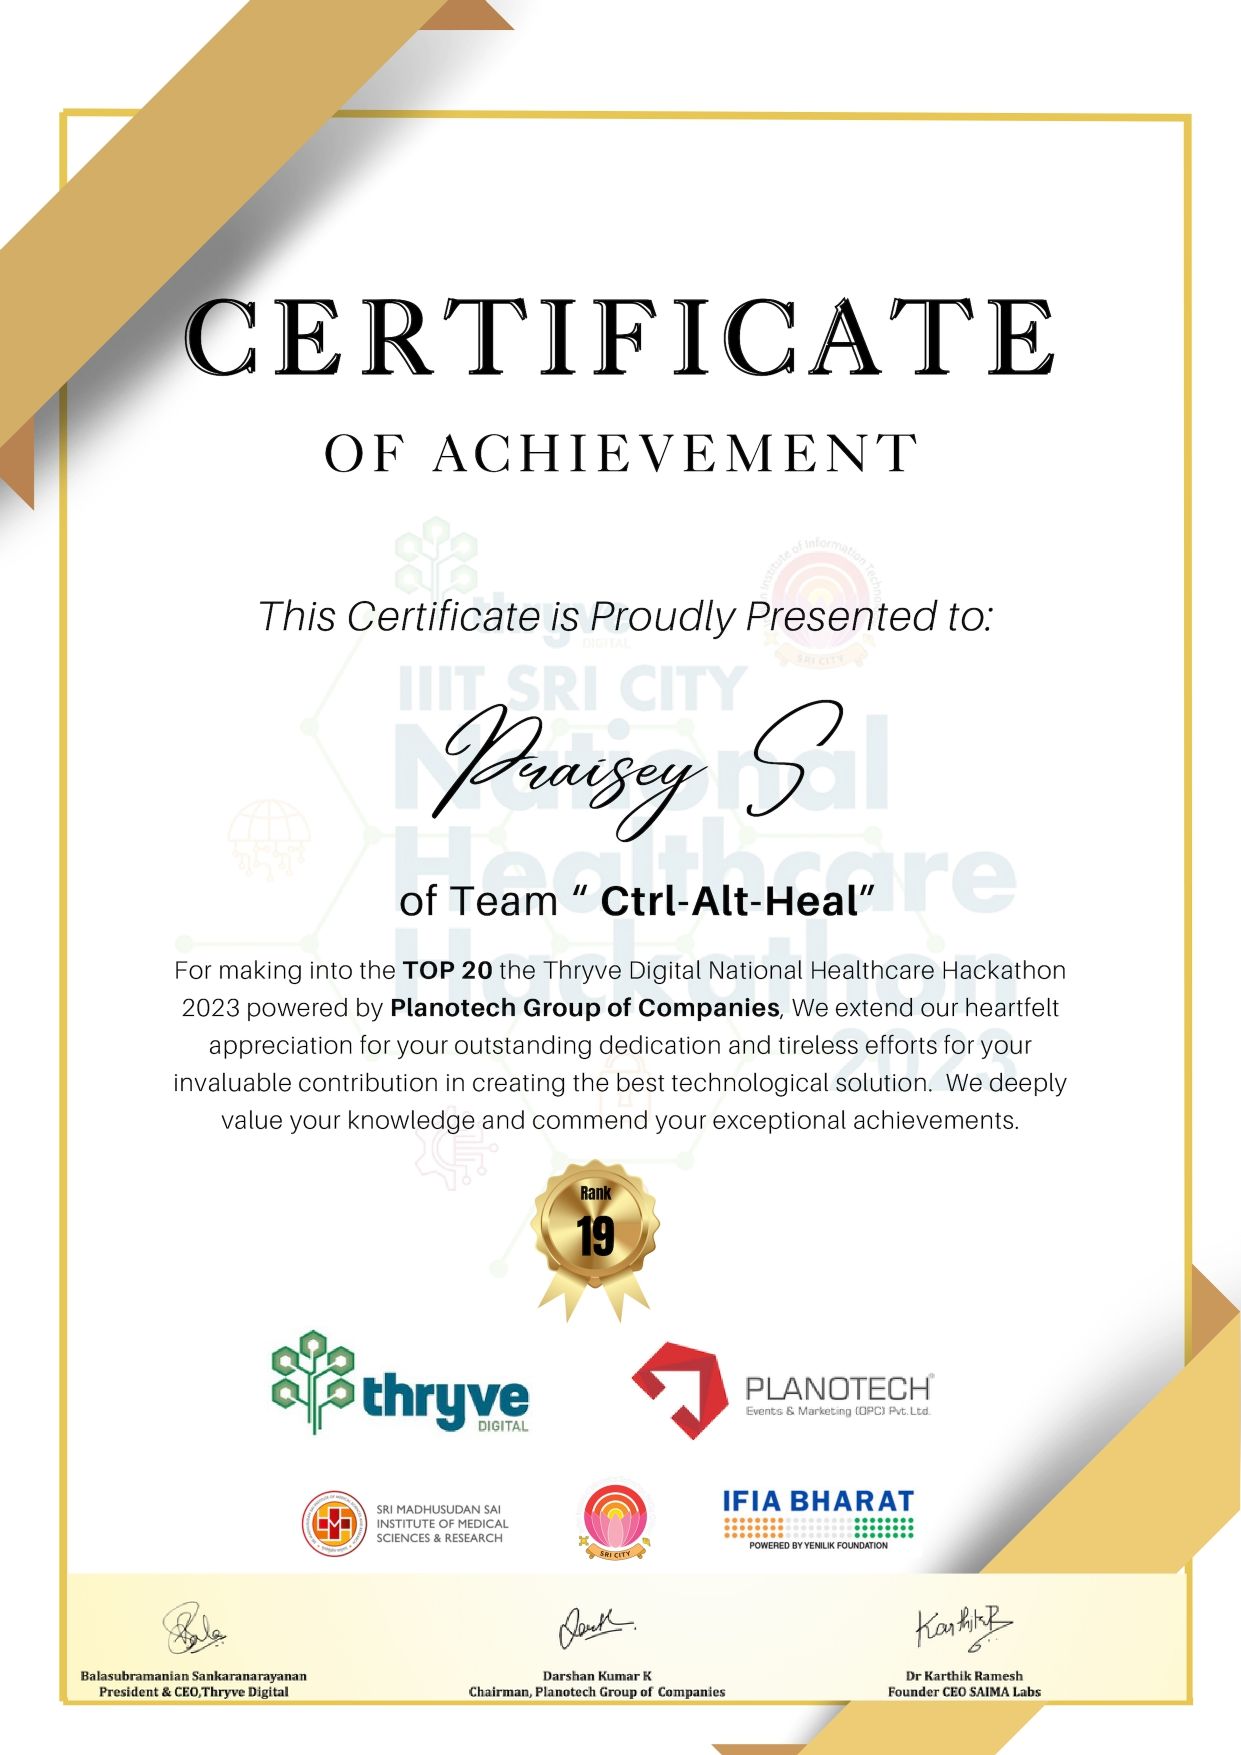 CERTIFICATE
OF ACHIEVEMENT
This Certificate is Proudly Presented to:
thryve
DIGITAL
IIIT SRI CITY
National
Healthcare
Hackathon
2023
SRI CITY
Praisey S
of Team “ Ctrl-Alt-Heal”
For making into the TOP 20 the Thryve Digital National Healthcare Hackathon
2023 powered by Planotech Group of Companies, We extend our heartfelt
appreciation for your outstanding dedication and tireless efforts for your
invaluable contribution in creating the best technological solution.  We deeply
value your knowledge and commend your exceptional achievements.
Rank
19
thryve
DIGITAL
PLANOTECH®
Events & Marketing (OPC) Pvt.Ltd.
SRI MADHUSUDAN SAI
INSTITUTE OF MEDICAL
SCIENCES & RESEARCH
SRI CITY
IFIA BHARAT
POWERED BY YENILIK FOUNDATION
Karthik R
Balasubramanian Sankaranarayanan
President & CEO,Thryve Digital
Darshan Kumar K
Chairman, Planotech Group of Companies
Dr Karthik Ramesh
Founder CEO SAIMA Labs